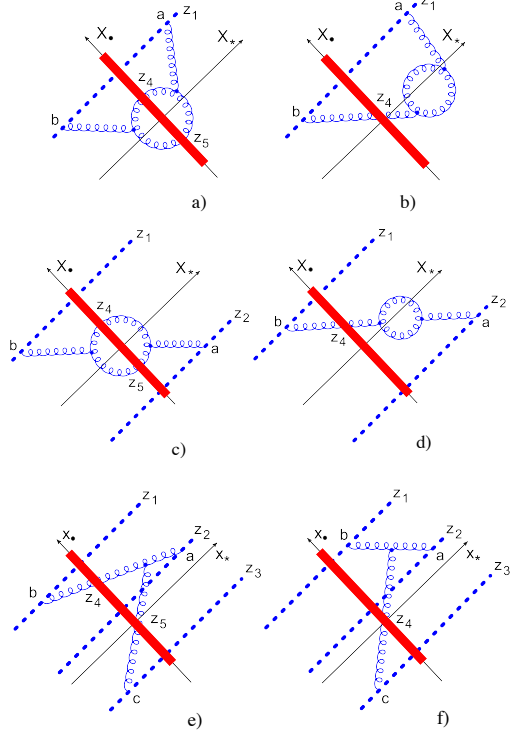 a z₁
X• X*
z₄
b
z₅
a)
a z₁
X• X*
z₄
b
b)
z₁
X• X*
z₄ z₂
b
a
z₅
c)
z₁
X• X*
z₂
b a
z₄
d)
z₁
z₂
x• a x*
b z₄ z₃
z₅
c
e)
z₁
b z₂
x• a x*
z₃
z₄
c
f)